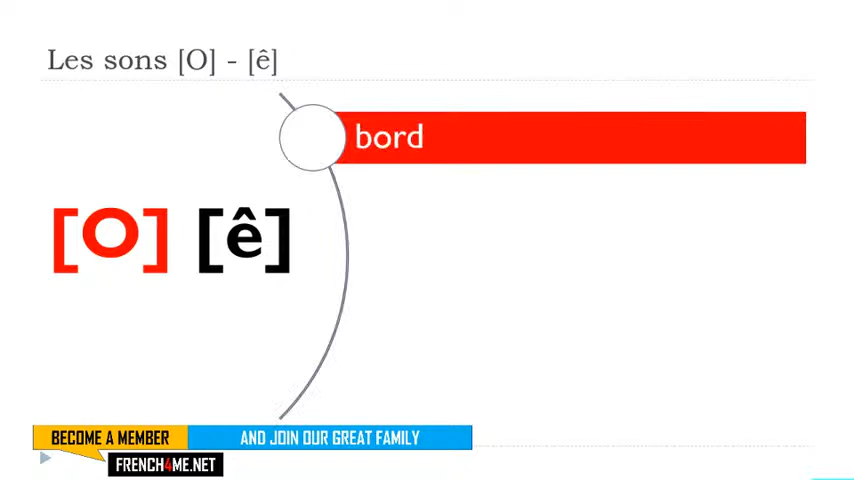 Les sons [O] - [ê]
bord
[O] [ê]
BECOME A MEMBER
AND JOIN OUR GREAT FAMILY
FRENCH4ME.NET